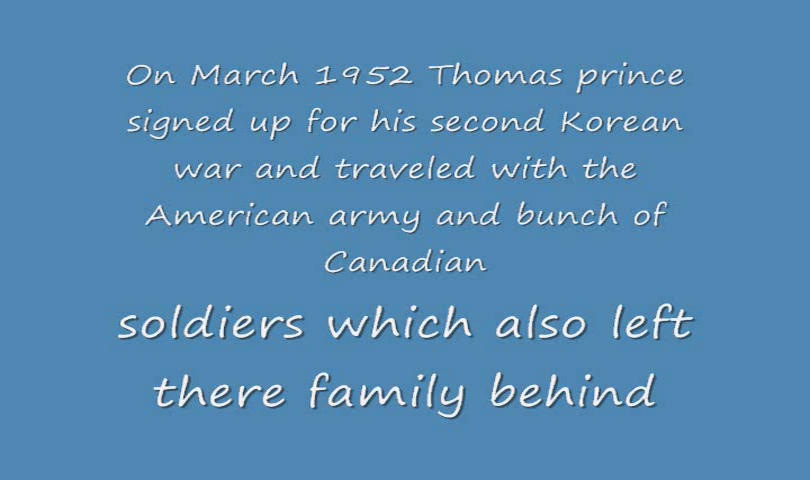 On March 1952 Thomas prince
signed up for his second Korean
war and traveled with the
American army and bunch of
Canadian
soldiers which also left
there family behind